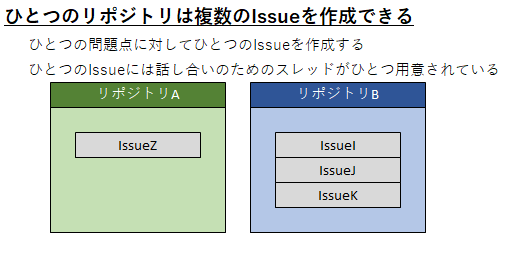 ひとつのリポジトリは複数のIssueを作成できる
ひとつの問題点に対してひとつのIssueを作成する
ひとつのIssueには話し合いのためのスレッドがひとつ用意されている
リポジトリA
IssueZ
リポジトリB
IssueI
IssueJ
IssueK